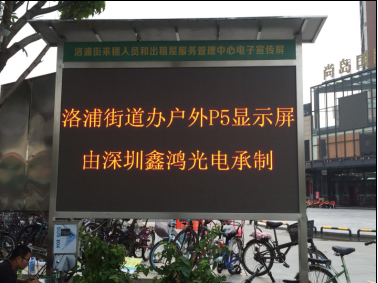 洛浦街来穗人员和出租屋服务管理中心电子宣传屏
洛浦街道办户外P5显示屏
由深圳鑫鸿光电承制
尚岛